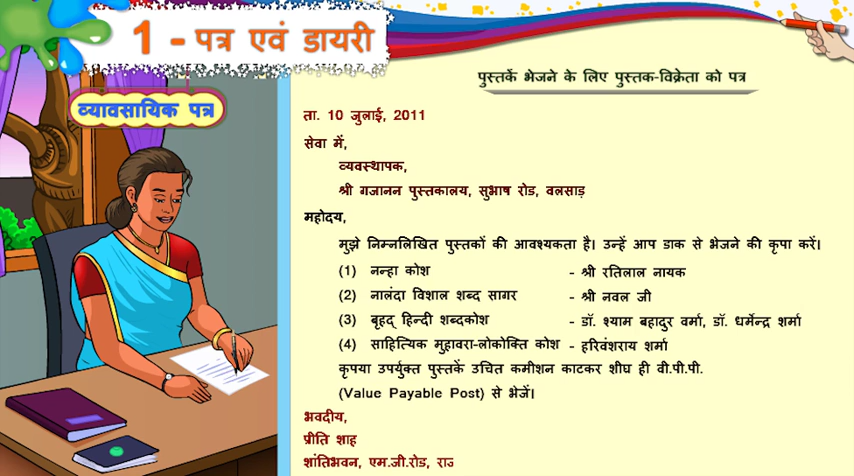 1 - पत्र एवं डायरी
व्यावसायिक पत्र
पुस्तकें भेजने के लिए पुस्तक-विक्रेता को पत्र
ता. 10 जुलाई, 2011
सेवा में,
व्यवस्थापक,
श्री गजानन पुस्तकालय, सुभाष रोड, वलसाड़
महोदय,
मुझे निम्नलिखित पुस्तकों की आवश्यकता है। उन्हें आप डाक से भेजने की कृपा करें।
(1) नन्हा कोश - श्री रतिलाल नायक
(2) नालंदा विशाल शब्द सागर - श्री नवल जी
(3) बृहद् हिन्दी शब्दकोश - डॉ. श्याम बहादुर वर्मा, डॉ. धर्मेन्द्र शर्मा
(4) साहित्यिक मुहावरा-लोकोक्ति कोश - हरिवंशराय शर्मा
कृपया उपर्युक्त पुस्तकें उचित कमीशन काटकर शीघ्र ही वी.पी.पी.
(Value Payable Post) से भेजें।
भवदीय,
प्रीति शाह
शांतिभवन, एम.जी.रोड,